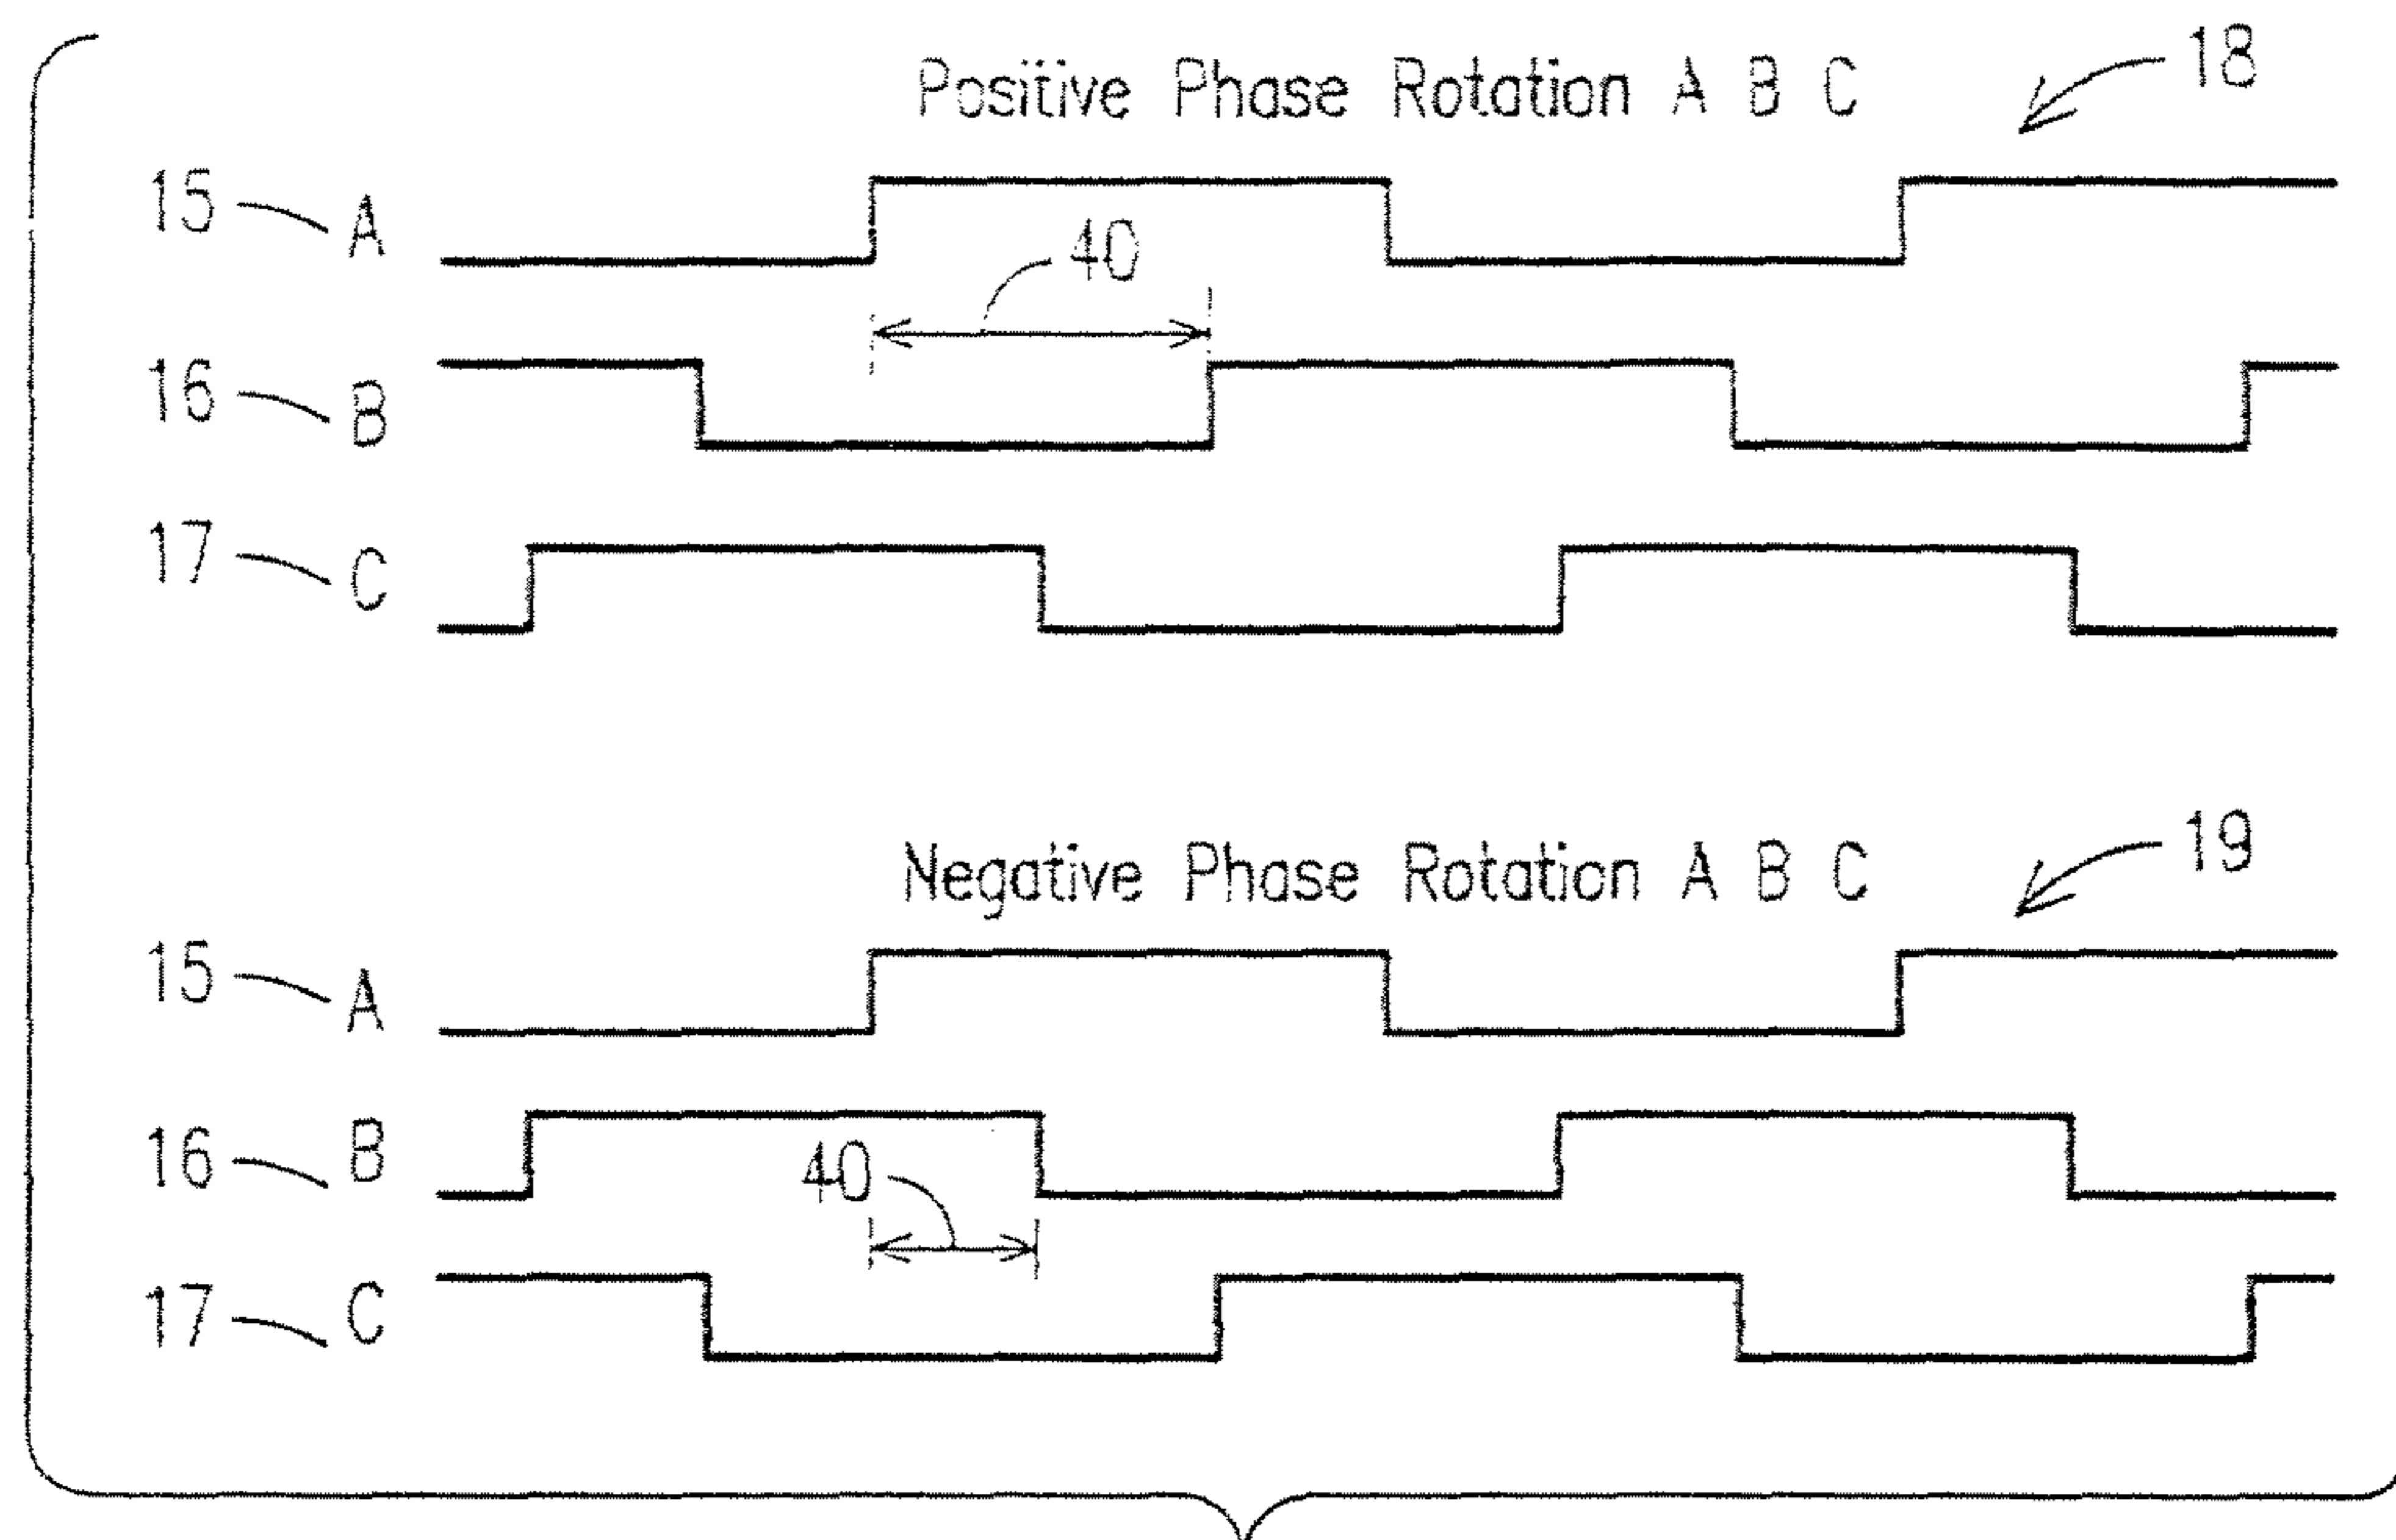 Positive Phase Rotation A B C 18
15 A
40
16 B
17 C
Negative Phase Rotation A B C 19
15 A
16 B
40
17 C